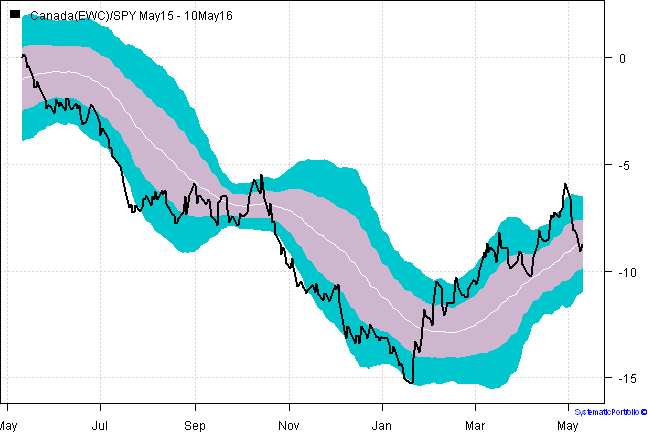 Canada(EWC)/SPY May15 - 10May16
0
-5
-10
-15
May Jul Sep Nov Jan Mar May
SystematicPortfolio ©